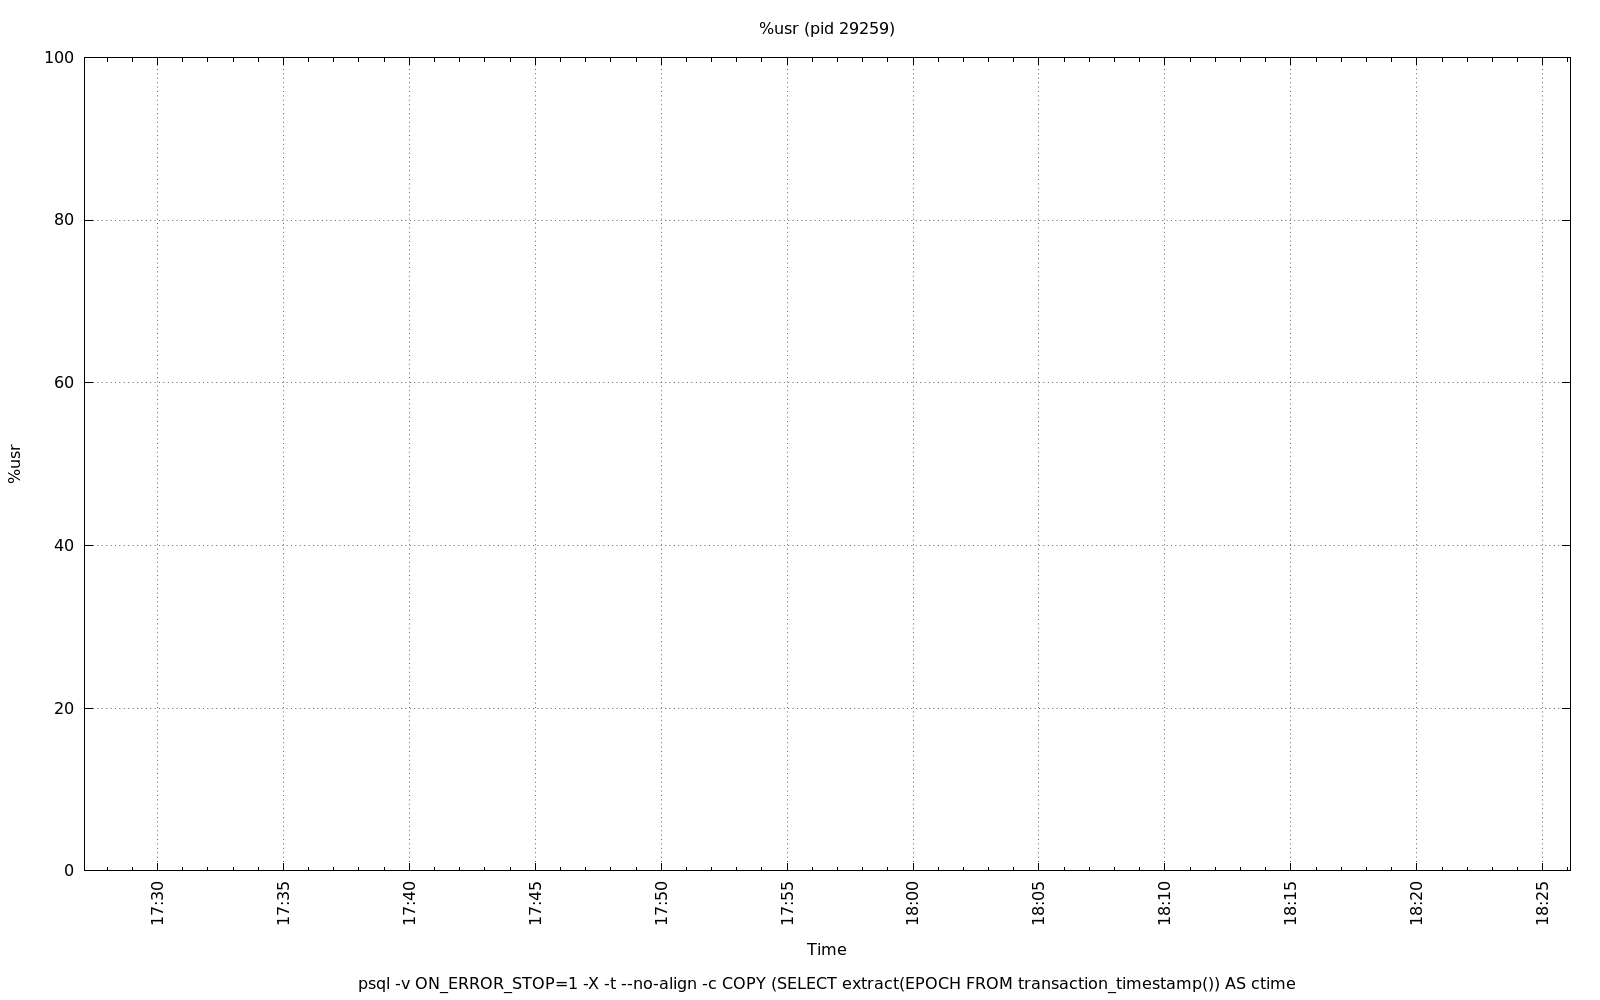 %usr (pid 29259)
100
80
60
40
20
0
%usr
17:30 17:35 17:40 17:45 17:50 17:55 18:00 18:05 18:10 18:15 18:20 18:25
Time
psql -v ON_ERROR_STOP=1 -X -t --no-align -c COPY (SELECT extract(EPOCH FROM transaction_timestamp()) AS ctime